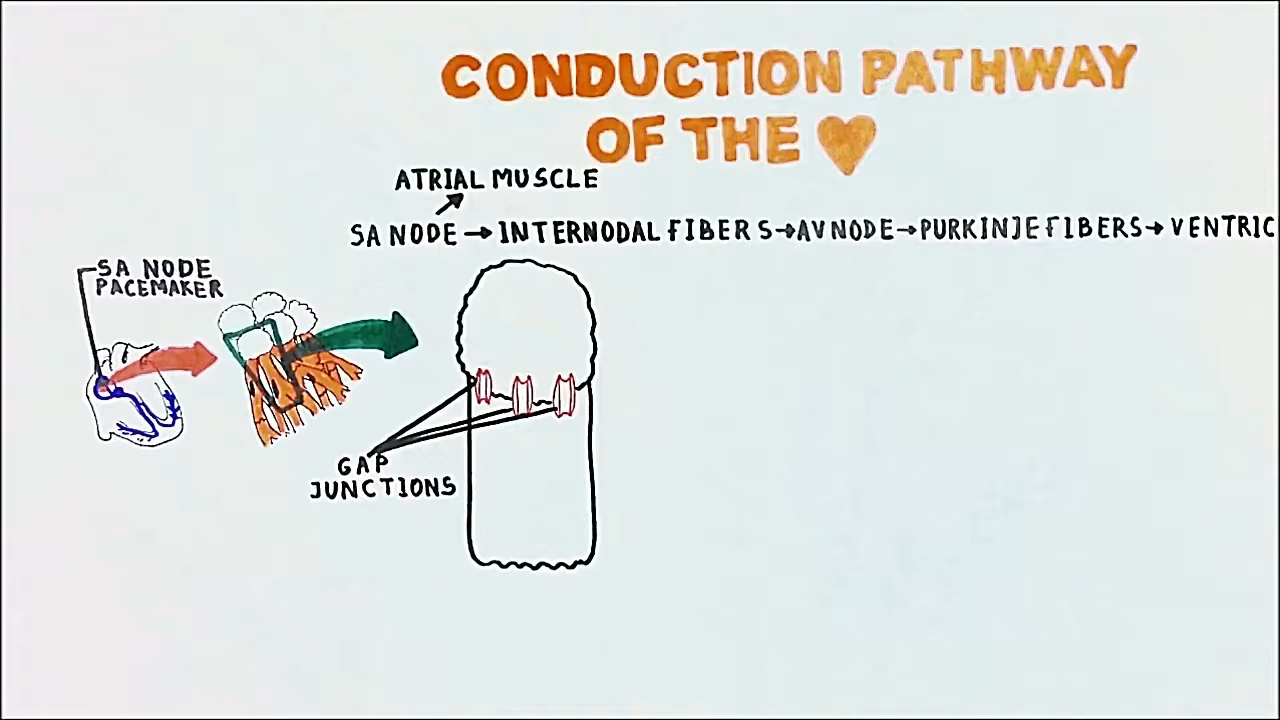 CONDUCTION PATHWAY
OF THE
ATRIAL MUSCLE
SA NODE → INTERNODAL FIBERS → AV NODE → PURKINJE FIBERS → VENTRIC
SA NODE
PACEMAKER
GAP
JUNCTIONS